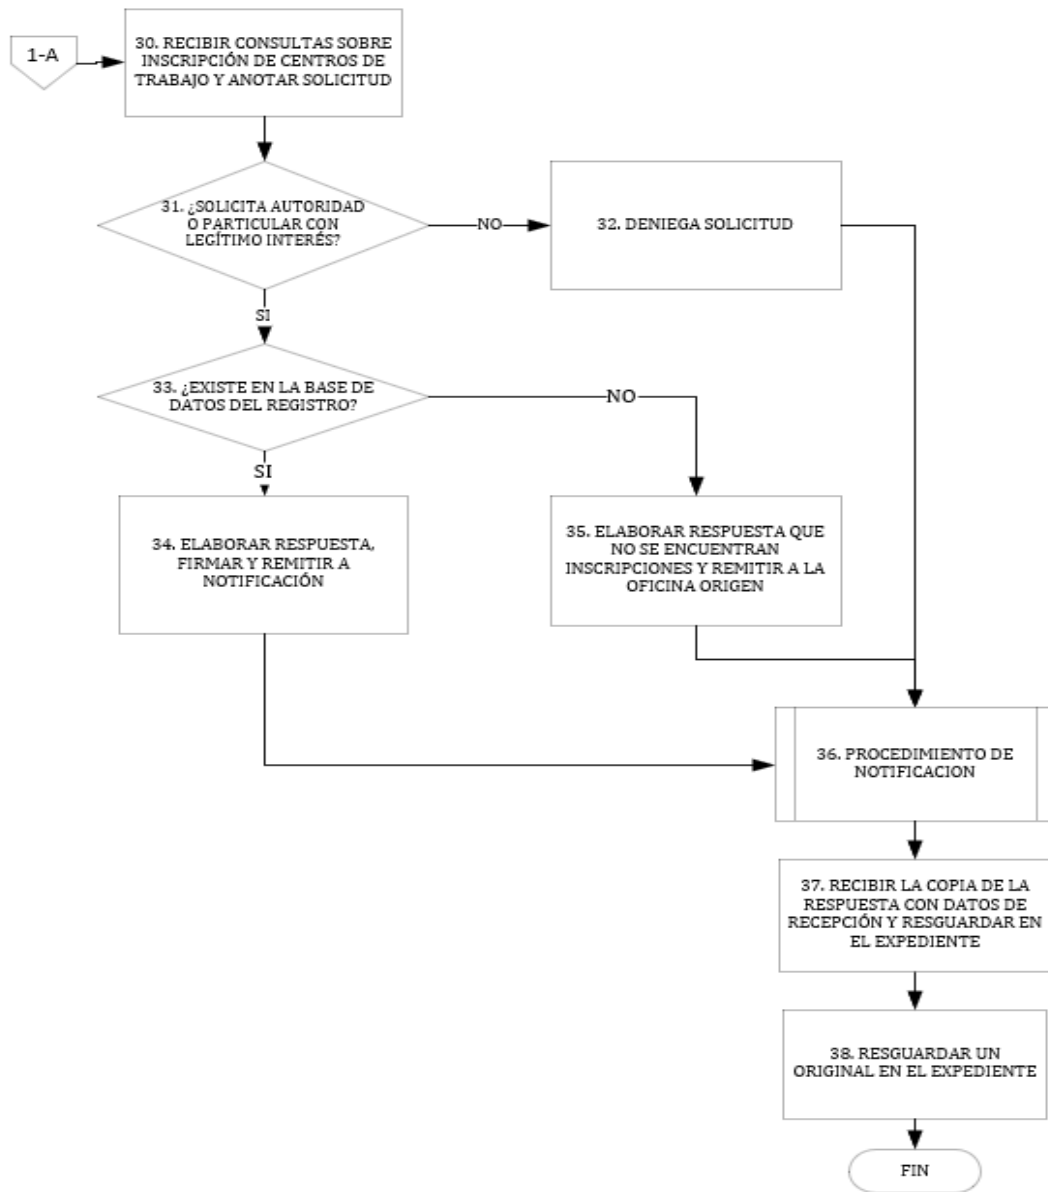 1-A
30. RECIBIR CONSULTAS SOBRE
INSCRIPCIÓN DE CENTROS DE
TRABAJO Y ANOTAR SOLICITUD
31. ¿SOLICITA AUTORIDAD
O PARTICULAR CON
LEGÍTIMO INTERÉS?
NO
32. DENIEGA SOLICITUD
SI
33. ¿EXISTE EN LA BASE DE
DATOS DEL REGISTRO?
NO
SI
34. ELABORAR RESPUESTA,
FIRMAR Y REMITIR A
NOTIFICACIÓN
35. ELABORAR RESPUESTA QUE
NO SE ENCUENTRAN
INSCRIPCIONES Y REMITIR A LA
OFICINA ORIGEN
36. PROCEDIMIENTO DE
NOTIFICACION
37. RECIBIR LA COPIA DE LA
RESPUESTA CON DATOS DE
RECEPCIÓN Y RESGUARDAR EN
EL EXPEDIENTE
38. RESGUARDAR UN
ORIGINAL EN EL EXPEDIENTE
FIN